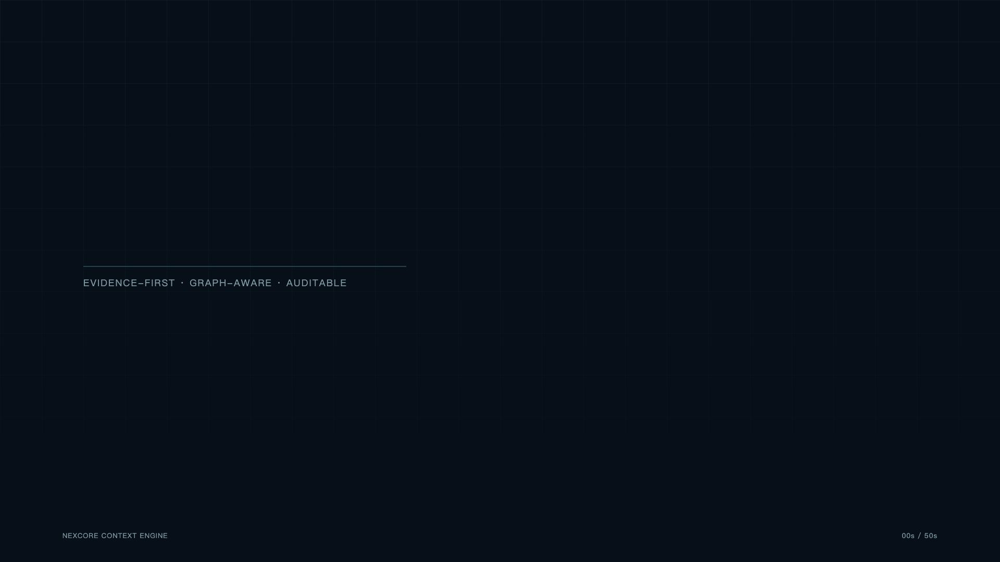 EVIDENCE–FIRST · GRAPH–AWARE · AUDITABLE
NEXCORE CONTEXT ENGINE
00s / 50s